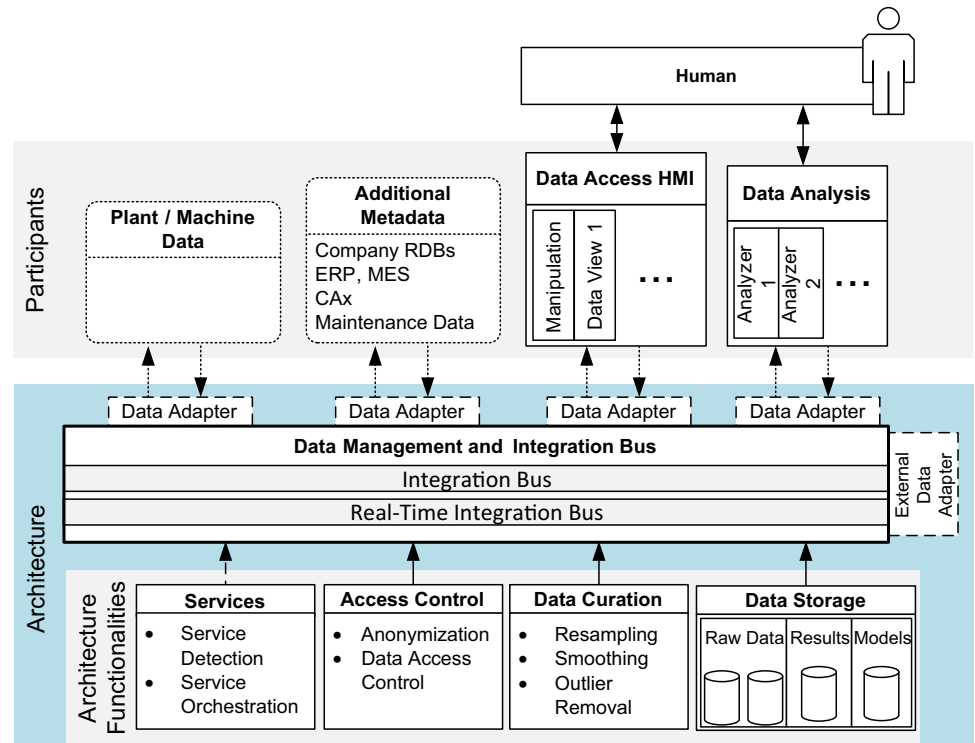 Human
Participants
Plant / Machine
Data
Additional
Metadata
Company RDBs
ERP, MES
CAx
Maintenance Data
Data Access HMI
Manipulation
Data View 1
...
Data Analysis
Analyzer
1
Analyzer
2
...
Architecture
Data Adapter
Data Adapter
Data Adapter
Data Adapter
Data Management and Integration Bus
Integration Bus
Real-Time Integration Bus
External
Data
Adapter
Architecture
Functionalities
Services
• Service
Detection
• Service
Orchestration
Access Control
• Anonymization
• Data Access
Control
Data Curation
• Resampling
• Smoothing
• Outlier
Removal
Data Storage
Raw Data
Results
Models